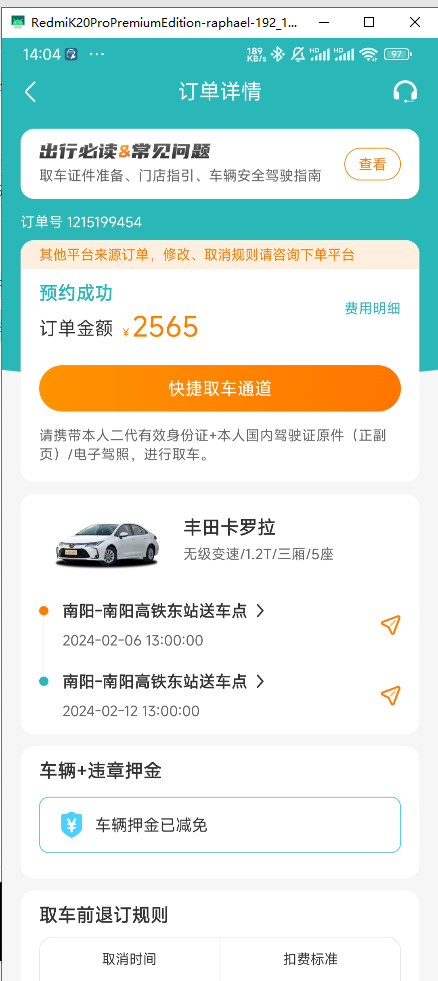 RedmiK20ProPremiumEdition-raphael-192_1...
14:04
189 KB/s HD HD 97
订单详情
出行必读&常见问题
取车证件准备、门店指引、车辆安全驾驶指南
查看
订单号 1215199454
其他平台来源订单，修改、取消规则请咨询下单平台
预约成功
费用明细
订单金额 ¥2565
快捷取车通道
请携带本人二代有效身份证+本人国内驾驶证原件（正副
页）/电子驾照，进行取车。
丰田卡罗拉
无级变速/1.2T/三厢/5座
南阳-南阳高铁东站送车点
2024-02-06 13:00:00
南阳-南阳高铁东站送车点
2024-02-12 13:00:00
车辆+违章押金
¥ 车辆押金已减免
取车前退订规则
取消时间 扣费标准